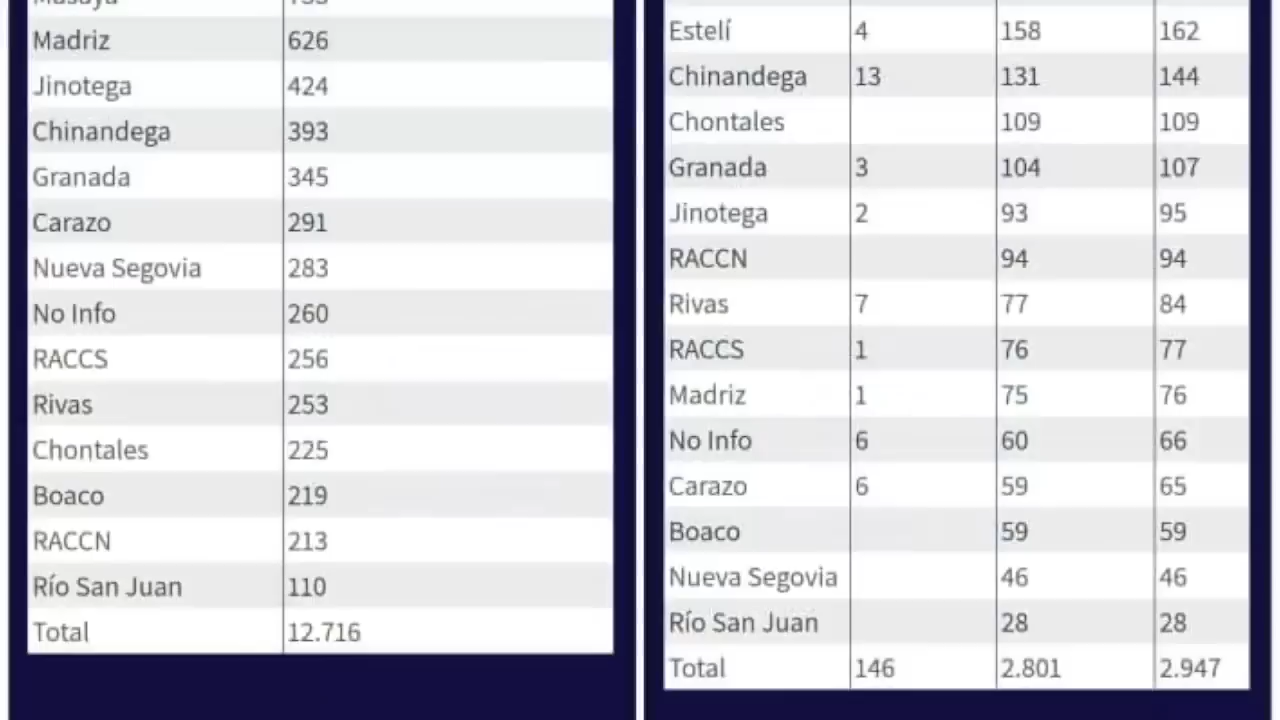 Madriz 626
Jinotega 424
Chinandega 393
Granada 345
Carazo 291
Nueva Segovia 283
No Info 260
RACCS 256
Rivas 253
Chontales 225
Boaco 219
RACCN 213
Río San Juan 110
Total 12.716
Estelí 4 158 162
Chinandega 13 131 144
Chontales 109 109
Granada 3 104 107
Jinotega 2 93 95
RACCN 94 94
Rivas 7 77 84
RACCS 1 76 77
Madriz 1 75 76
No Info 6 60 66
Carazo 6 59 65
Boaco 59 59
Nueva Segovia 46 46
Río San Juan 28 28
Total 146 2.801 2.947